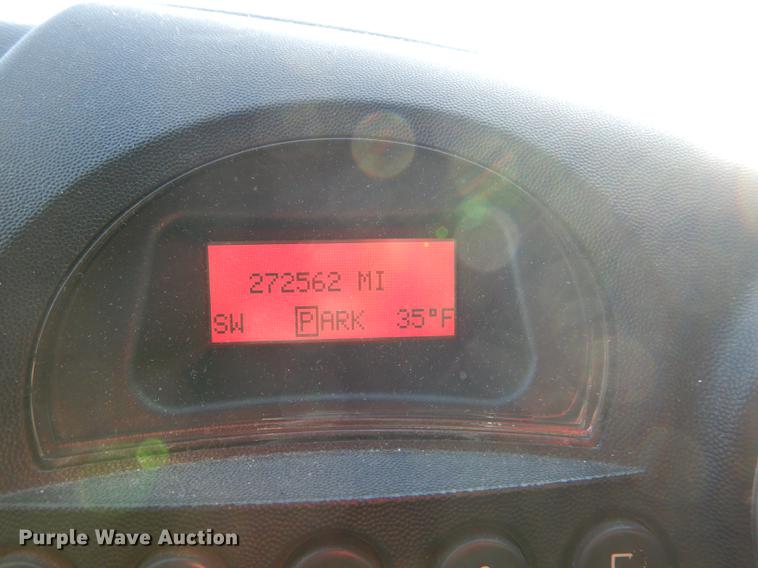 272562 MI
SW PARK 35°F
Purple Wave Auction